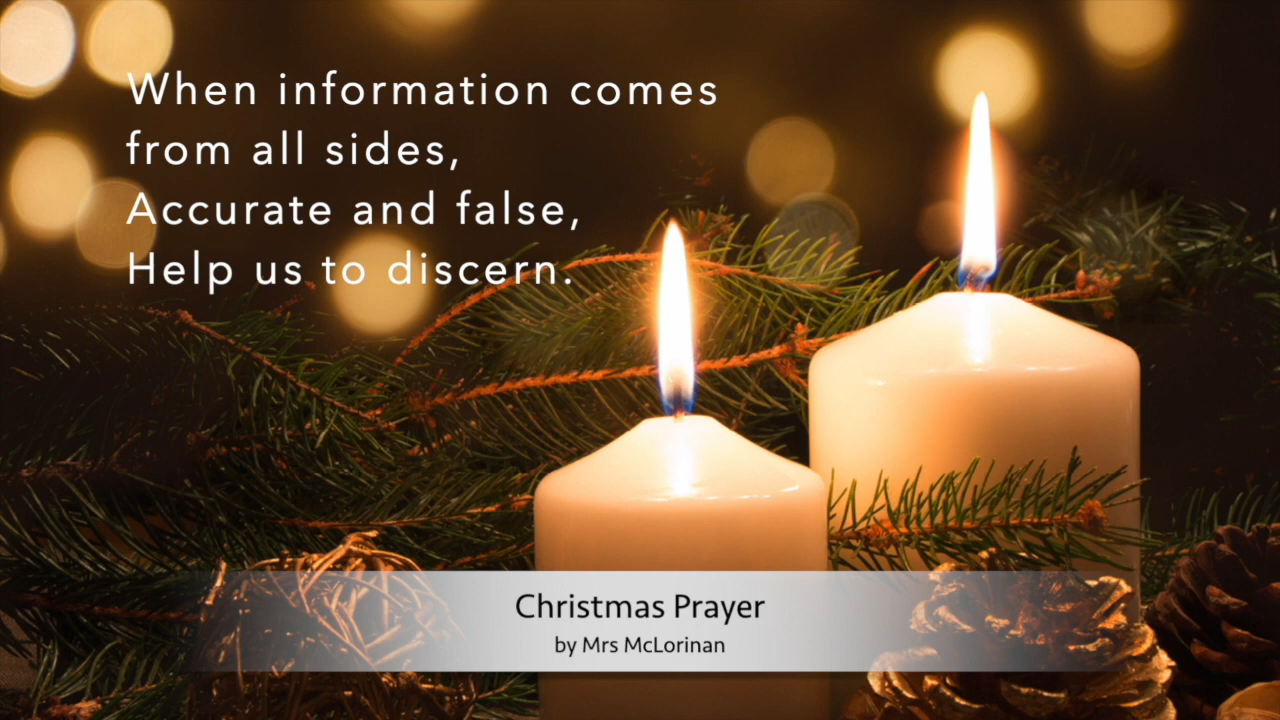 When information comes
from all sides,
Accurate and false,
Help us to discern.
Christmas Prayer
by Mrs McLorinan